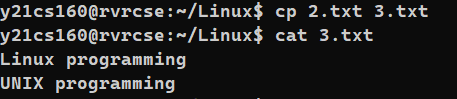 y21cs160@rvrcse:~/Linux$ cp 2.txt 3.txt
y21cs160@rvrcse:~/Linux$ cat 3.txt
Linux programming
UNIX programming